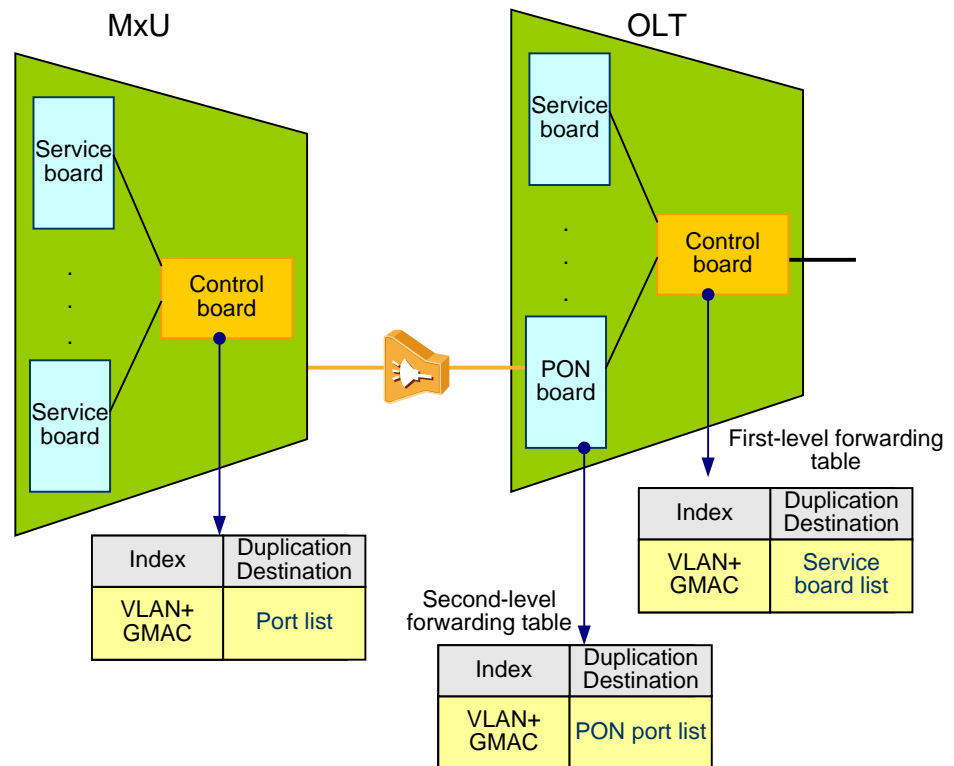 MxU
OLT
Service
board
Service
board
Control
board
Control
board
Service
board
PON
board
First-level forwarding
table
Index
Duplication
Destination
VLAN+
GMAC
Service
board list
Index
Duplication
Destination
VLAN+
GMAC
Port list
Second-level
forwarding table
Index
Duplication
Destination
VLAN+
GMAC
PON port list